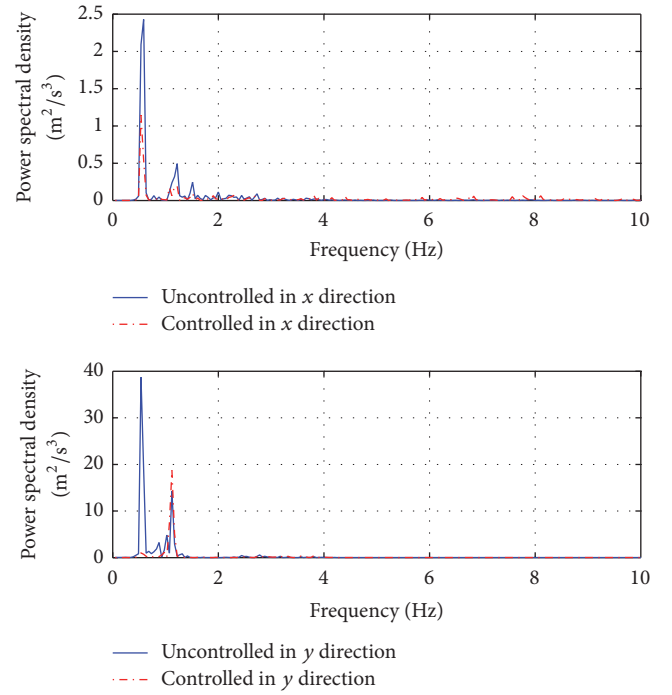 Power spectral density
(m²/s³)
2.5
2
1.5
1
0.5
0
0 2 4 6 8 10
Frequency (Hz)
Uncontrolled in x direction
Controlled in x direction
Power spectral density
(m²/s³)
40
30
20
10
0
0 2 4 6 8 10
Frequency (Hz)
Uncontrolled in y direction
Controlled in y direction